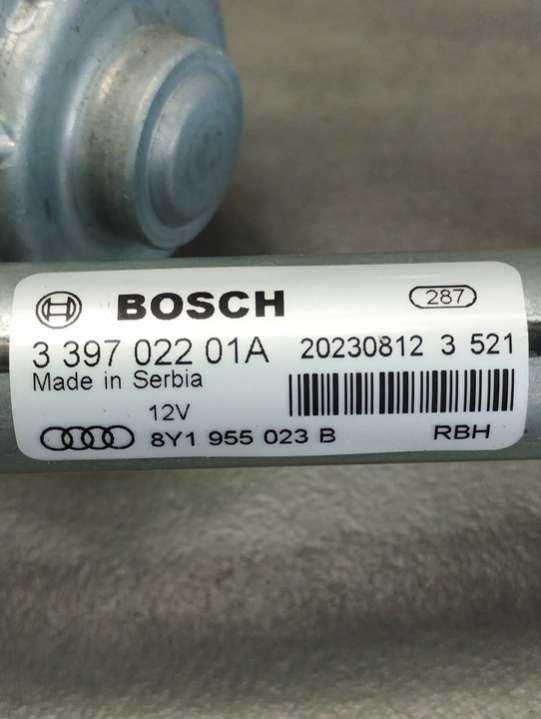 BOSCH
287
3 397 022 01A
20230812 3 521
Made in Serbia
12V
8Y1 955 023 B
RBH